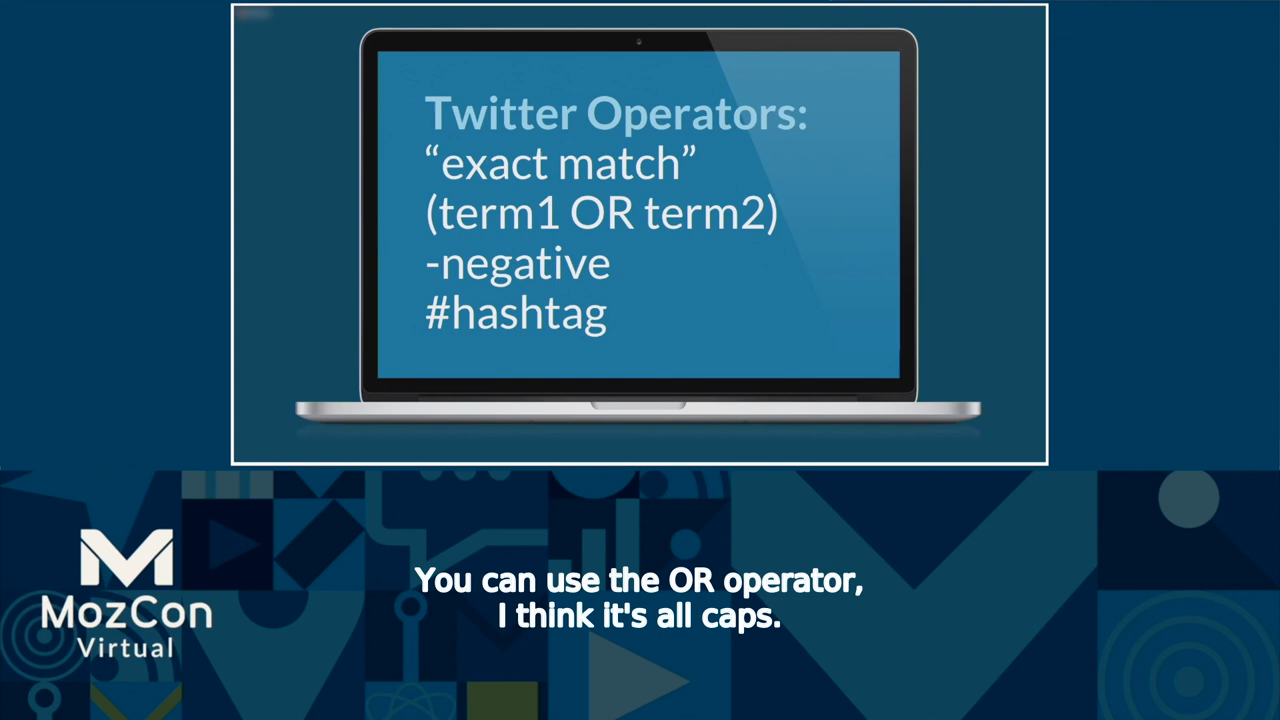 Twitter Operators:
“exact match”
(term1 OR term2)
-negative
#hashtag
MozCon
Virtual
You can use the OR operator,
I think it's all caps.